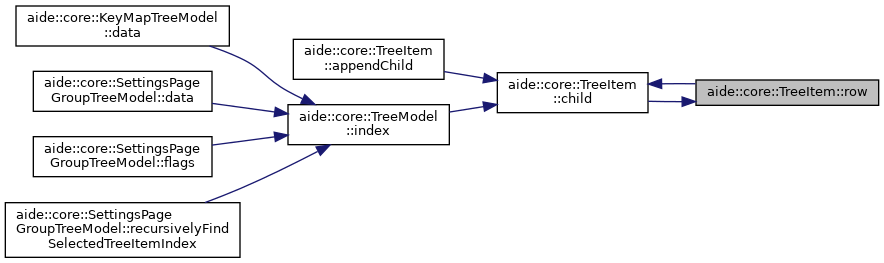 aide::core::KeyMapTreeModel
::data
aide::core::SettingsPage
GroupTreeModel::data
aide::core::SettingsPage
GroupTreeModel::flags
aide::core::SettingsPage
GroupTreeModel::recursivelyFind
SelectedTreeItemIndex
aide::core::TreeItem
::appendChild
aide::core::TreeModel
::index
aide::core::TreeItem
::child
aide::core::TreeItem::row